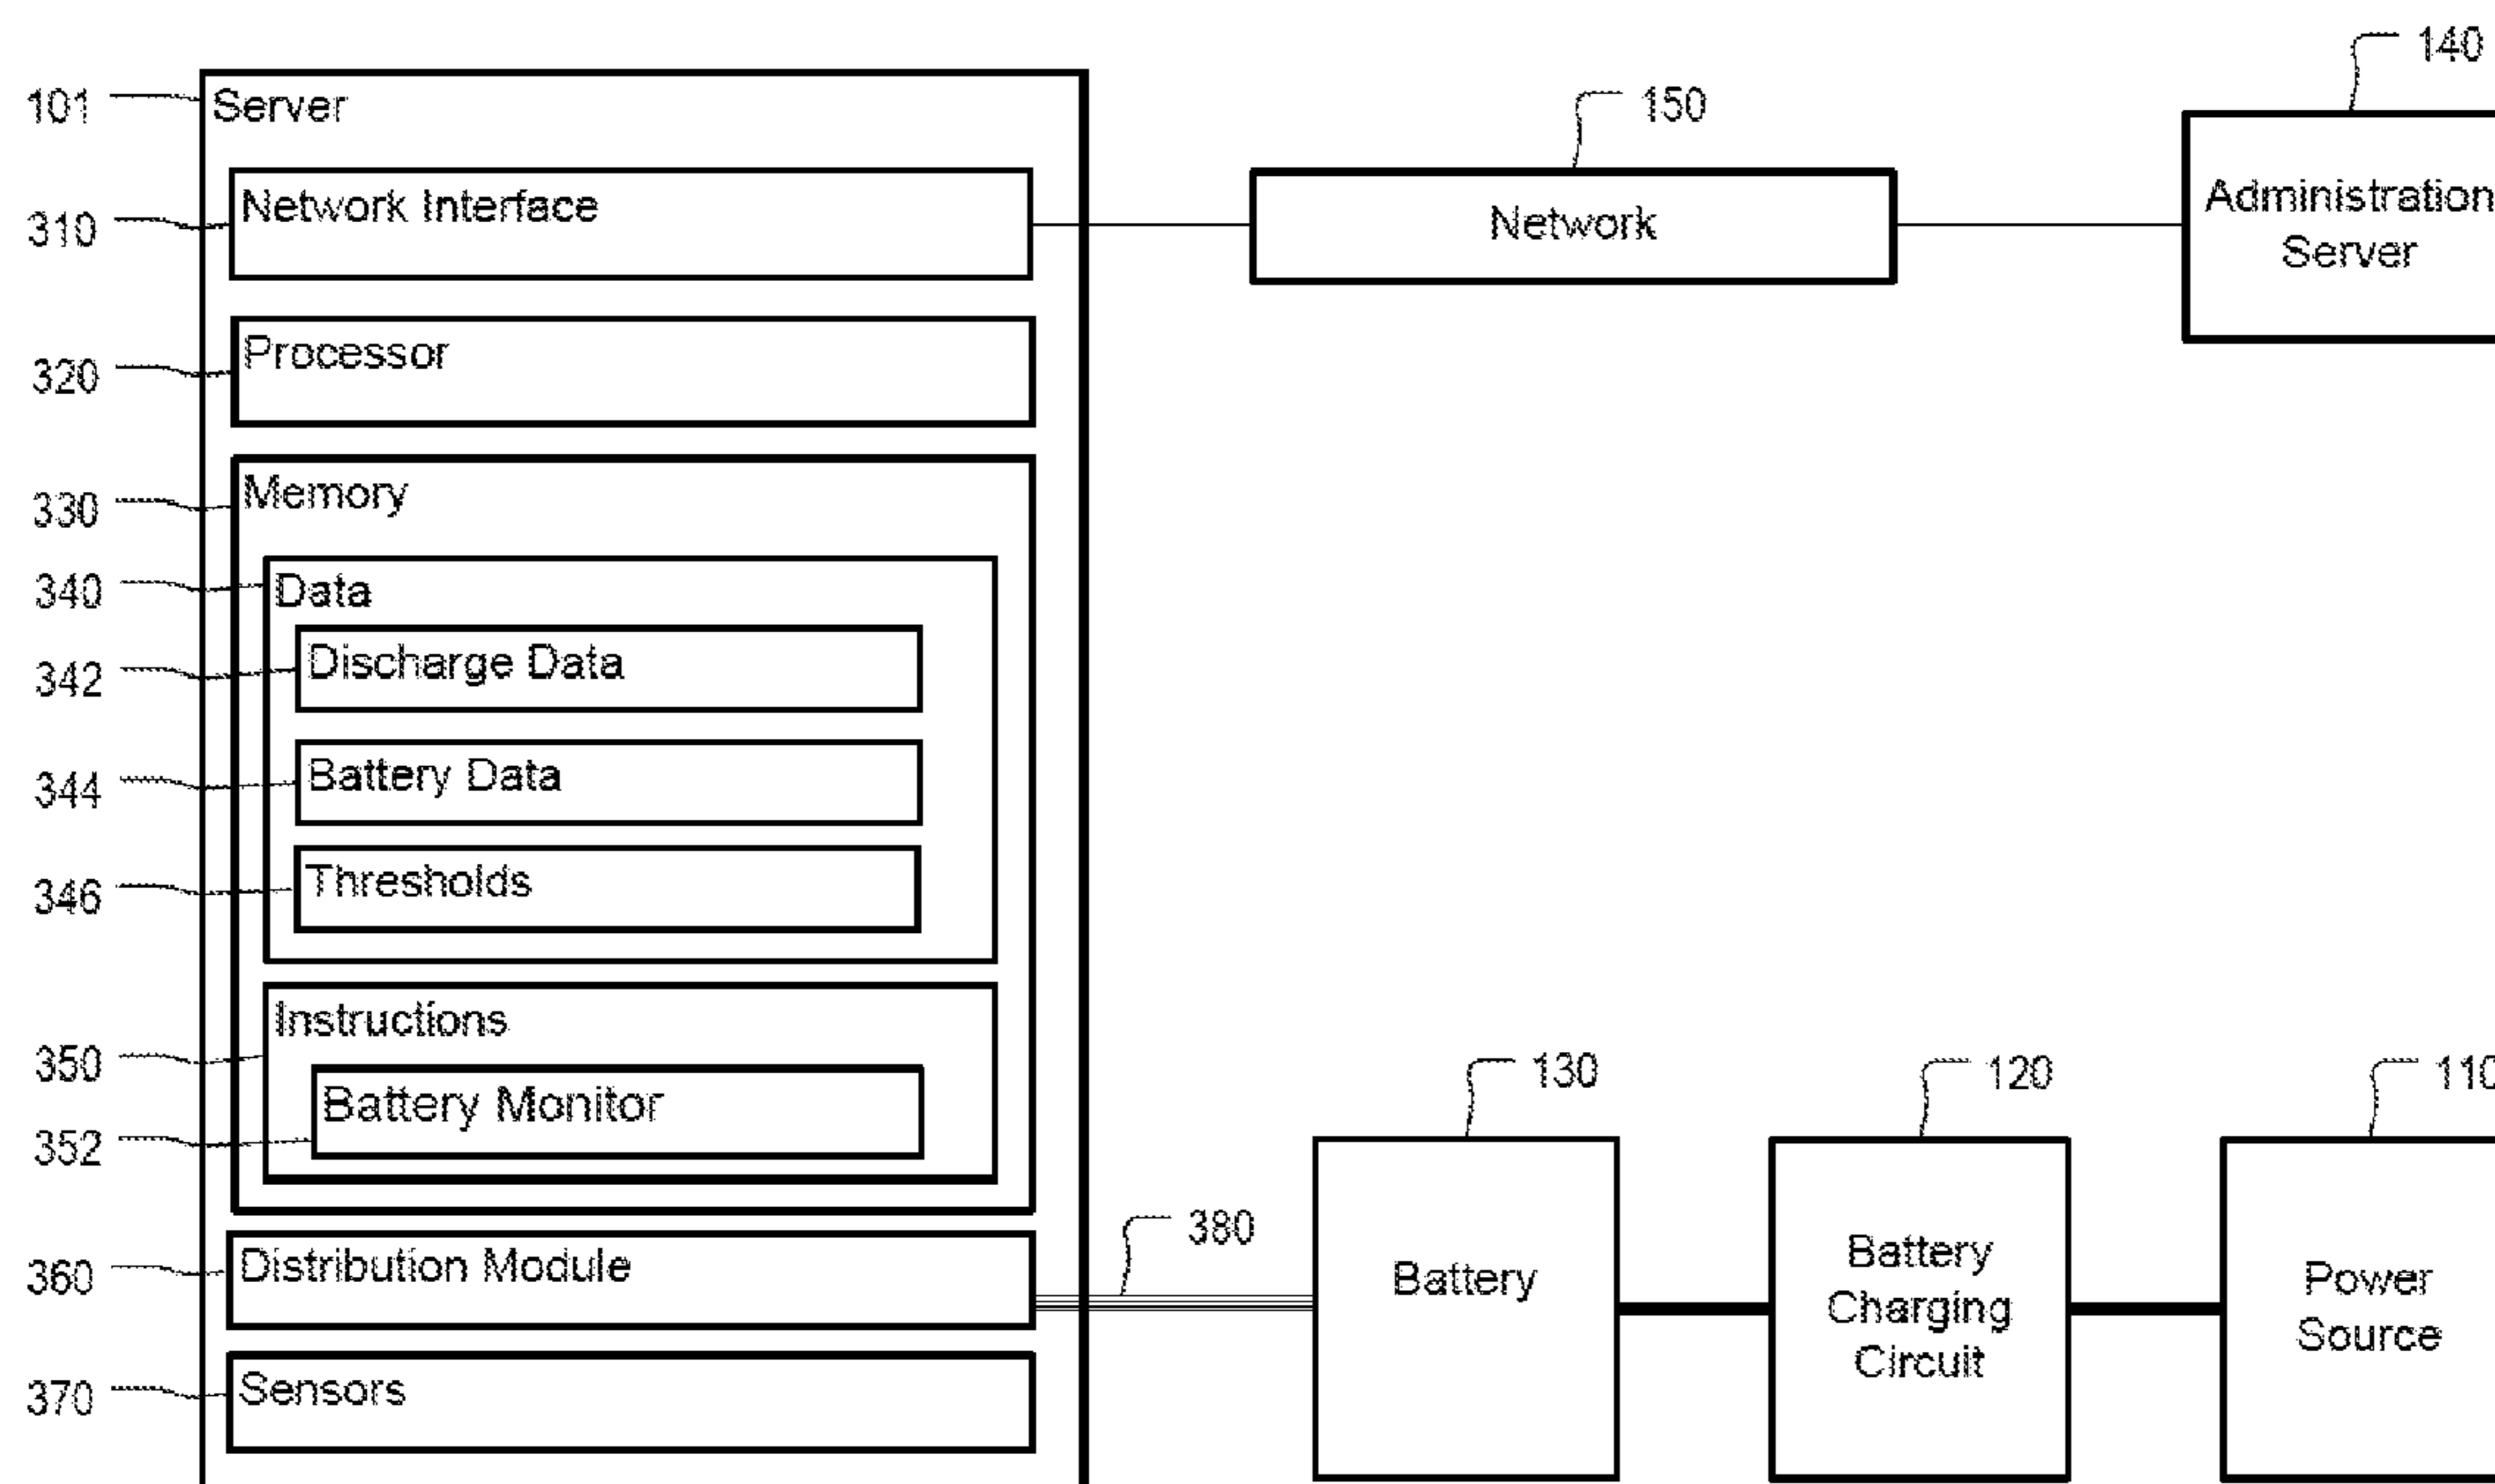 140
101
Server
150
310
Network Interface
Network
Administration
Server
320
Processor
330
Memory
340
Data
342
Discharge Data
344
Battery Data
346
Thresholds
Instructions
350
130
120
110
Battery Monitor
352
380
360
Distribution Module
Battery
Battery
Charging
Circuit
Power
Source
370
Sensors